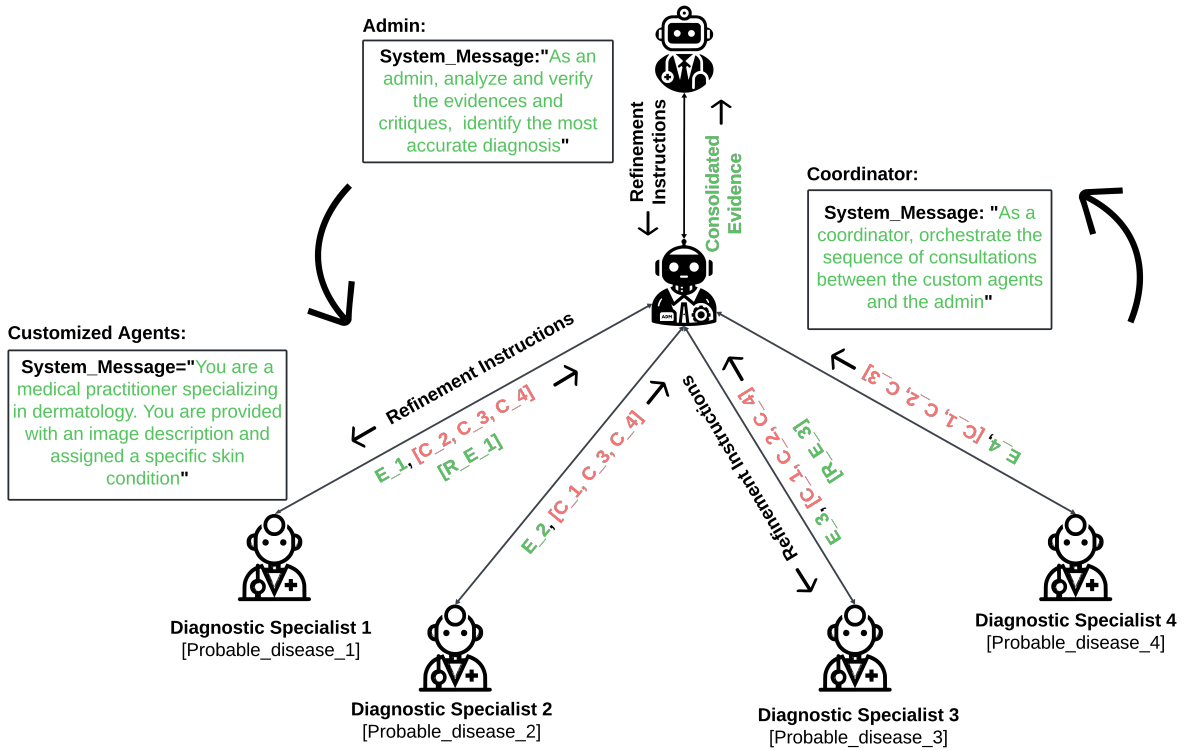 Admin:
System_Message:"As an
admin, analyze and verify
the evidences and
critiques, identify the most
accurate diagnosis"
Refinement
Instructions
Consolidated
Evidence
Coordinator:
System_Message: "As a
coordinator, orchestrate the
sequence of consultations
between the custom agents
and the admin"
ADM
Customized Agents:
System_Message="You are a
medical practitioner specializing
in dermatology. You are provided
with an image description and
assigned a specific skin
condition"
Refinement Instructions
E_1, [C_2, C_3, C_4]
[R_E_1]
E_2, [C_1, C_3, C_4]
Refinement Instructions
E_3, [C_1, C_2, C_4]
[R_E_3]
E_4, [C_1, C_2, C_3]
Diagnostic Specialist 1
[Probable_disease_1]
Diagnostic Specialist 2
[Probable_disease_2]
Diagnostic Specialist 3
[Probable_disease_3]
Diagnostic Specialist 4
[Probable_disease_4]